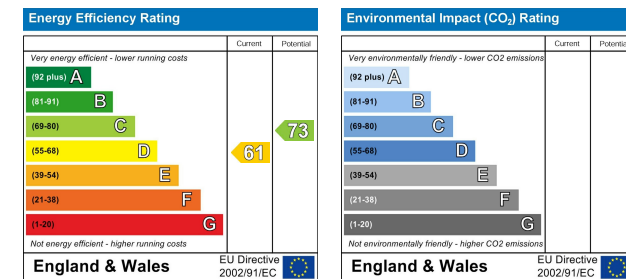 Energy Efficiency Rating
Current Potential
Very energy efficient - lower running costs
(92 plus) A
(81-91) B
(69-80) C
(55-68) D
(39-54) E
(21-38) F
(1-20) G
61
73
Not energy efficient - higher running costs
England & Wales
EU Directive
2002/91/EC
Environmental Impact (CO₂) Rating
Current Potential
Very environmentally friendly - lower CO2 emissions
(92 plus) A
(81-91) B
(69-80) C
(55-68) D
(39-54) E
(21-38) F
(1-20) G
Not environmentally friendly - higher CO2 emissions
England & Wales
EU Directive
2002/91/EC